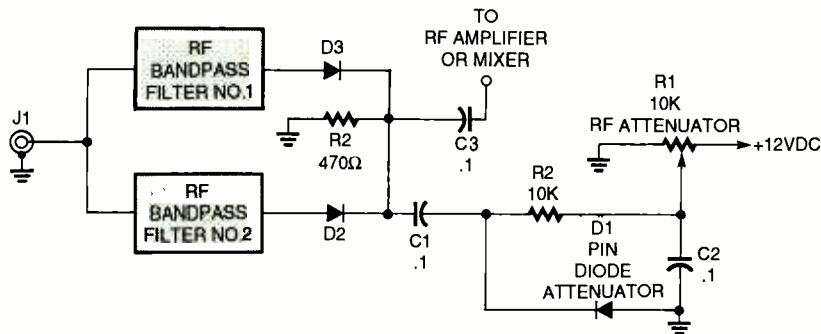 TO
RF AMPLIFIER
OR MIXER
RF
BANDPASS
FILTER NO.1
D3
J1
R2
470Ω
C3
.1
R1
10K
RF ATTENUATOR
+12VDC
RF
BANDPASS
FILTER NO.2
D2
C1
.1
R2
10K
D1
PIN
DIODE
ATTENUATOR
C2
.1